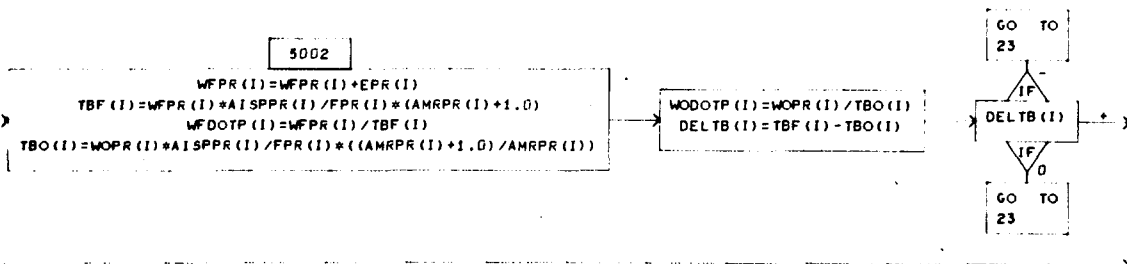 5002
WFPR(I)=WFPR(I)+EPR(I)
TBF(I)=WFPR(I)*AISPPR(I)/FPR(I)*(AMRPR(I)+1.0)
WFDOTP(I)=WFPR(I)/TBF(I)
TBO(I)=WOPR(I)*AISPPR(I)/FPR(I)*((AMRPR(I)+1.0)/AMRPR(I))
WODOTP(I)=WOPR(I)/TBO(I)
DELTB(I)=TBF(I)-TBO(I)
GO TO
23
-
IF
DELTB(I)
+
IF
0
GO TO
23